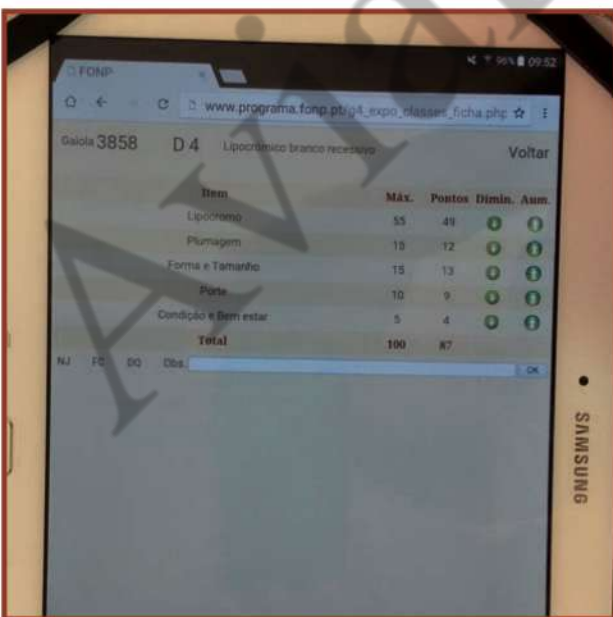 96% 09:52
FONP
www.programa.fonp.pt/g4_expo_classes_ficha.php
Gaiola 3858 D 4 Lipocrómico branco recessivo Voltar
Item Máx. Pontos Dimin. Aum.
Lipocromo 55 49
Plumagem 15 12
Forma e Tamanho 15 13
Porte 10 9
Condição e Bem estar 5 4
Total 100 87
NJ FC DQ Obs. OK
SAMSUNG